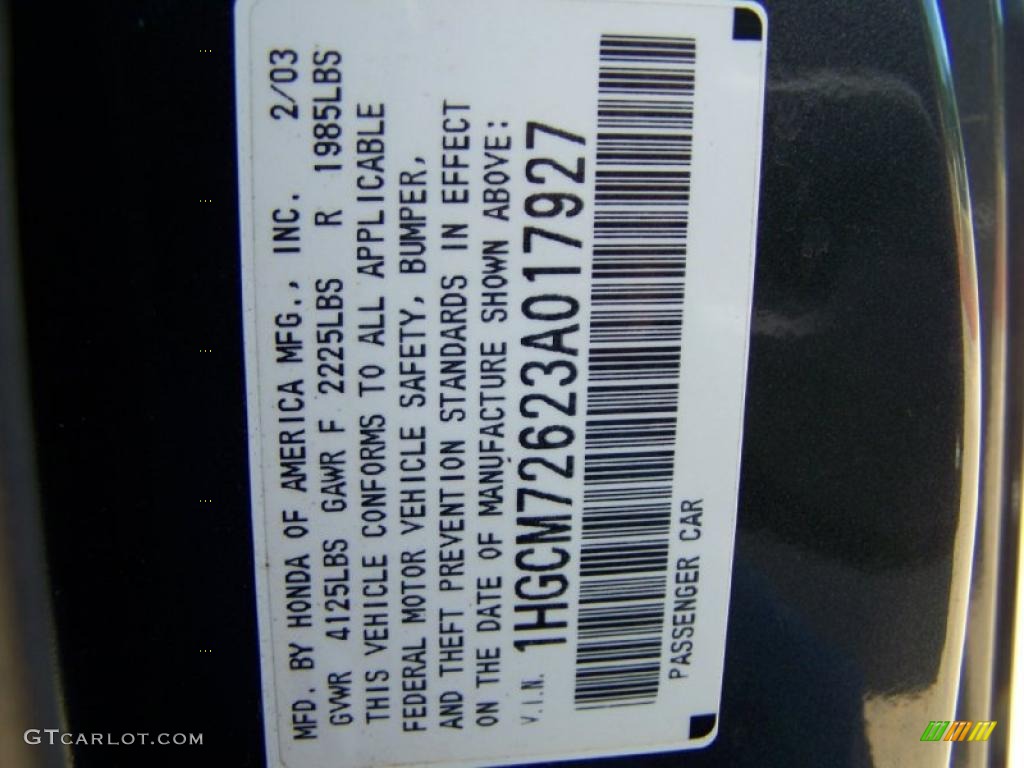 MFD. BY HONDA OF AMERICA MFG., INC. 2/03
GVWR 4125LBS GAWR F 2225LBS R 1985LBS
THIS VEHICLE CONFORMS TO ALL APPLICABLE
FEDERAL MOTOR VEHICLE SAFETY, BUMPER,
AND THEFT PREVENTION STANDARDS IN EFFECT
ON THE DATE OF MANUFACTURE SHOWN ABOVE:
V.I.N. 1HGCM72623A017927
PASSENGER CAR
GTCarlot.com